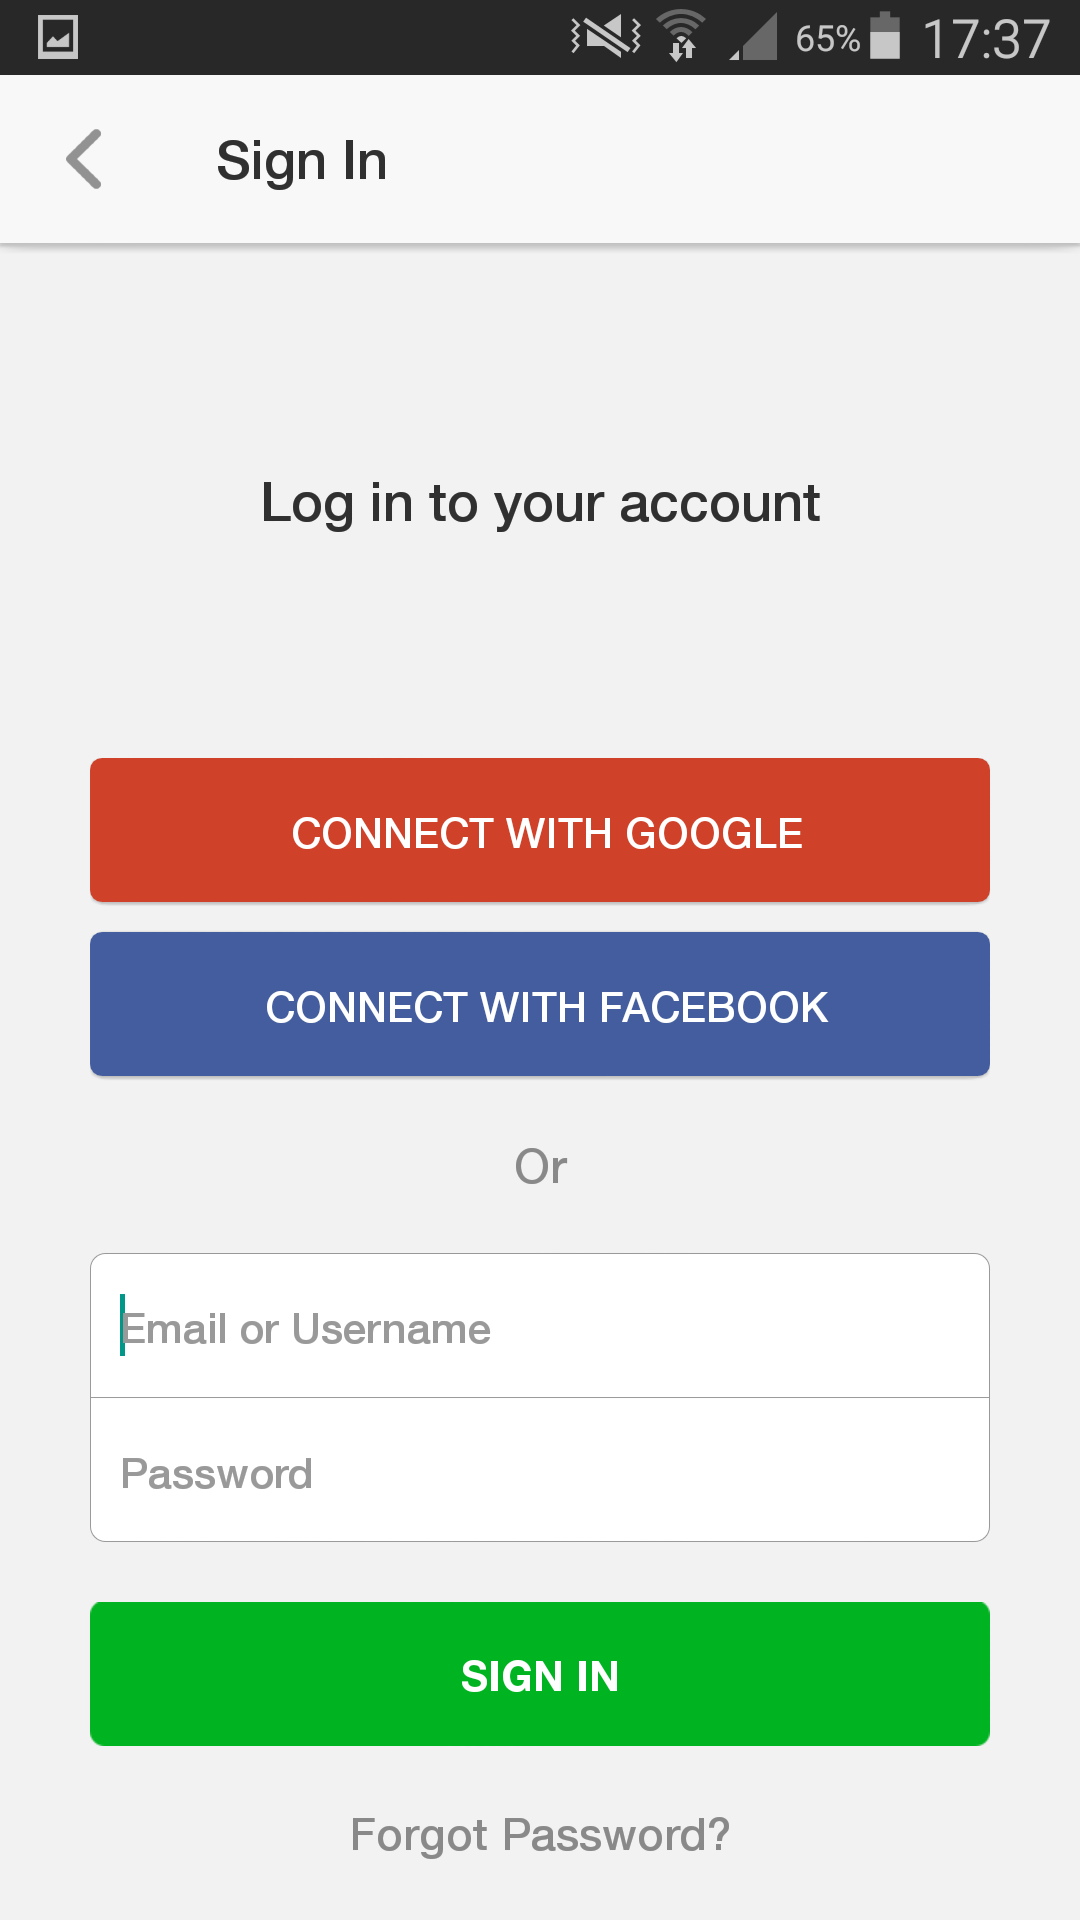 65% 17:37
Sign In
Log in to your account
CONNECT WITH GOOGLE
CONNECT WITH FACEBOOK
Or
Email or Username
Password
SIGN IN
Forgot Password?